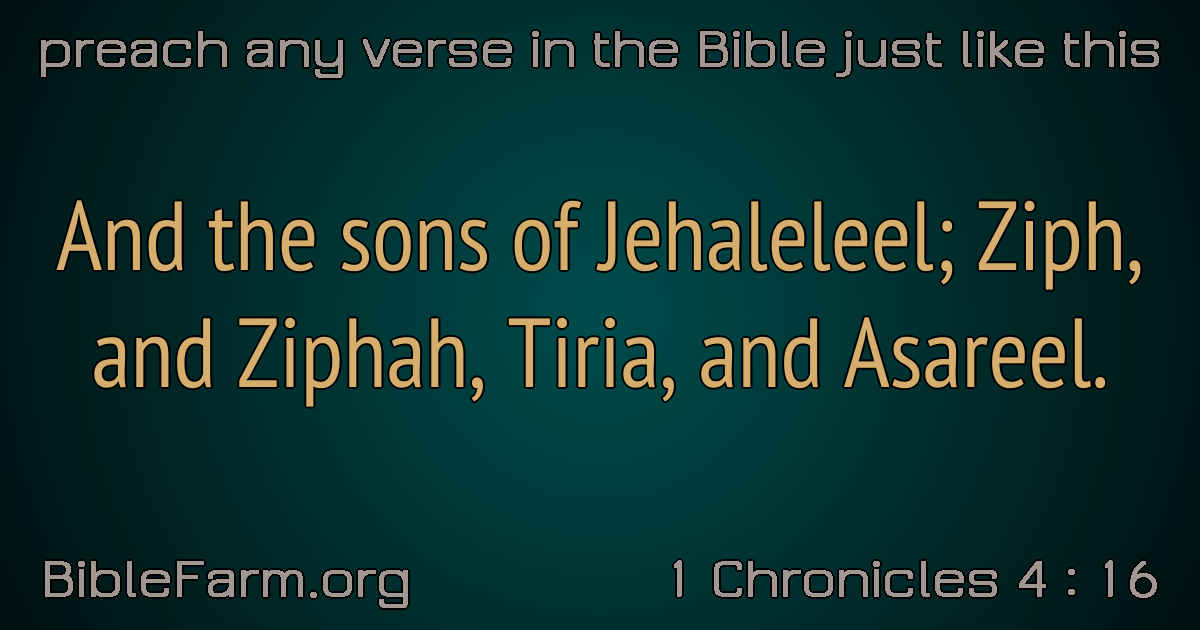 preach any verse in the Bible just like this
And the sons of Jehaleleel; Ziph,
and Ziphah, Tiria, and Asareel.
BibleFarm.org
1 Chronicles 4 : 16